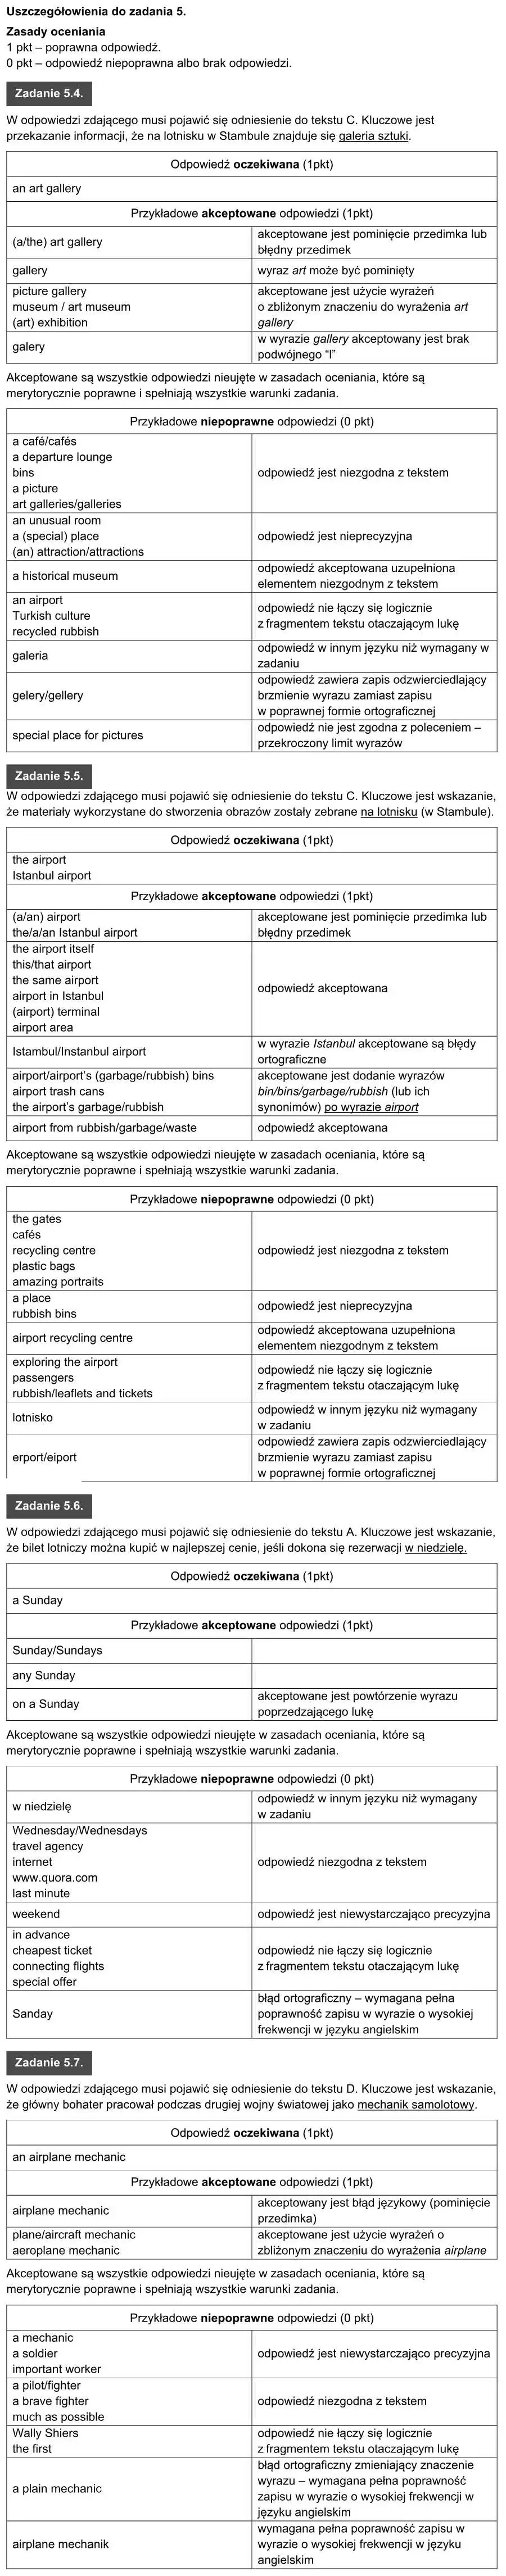 Uszczegółowienia do zadania 5.
Zasady oceniania
1 pkt – poprawna odpowiedź.
0 pkt – odpowiedź niepoprawna albo brak odpowiedzi.
Zadanie 5.4.
W odpowiedzi zdającego musi pojawić się odniesienie do tekstu C. Kluczowe jest
przekazanie informacji, że na lotnisku w Stambule znajduje się galeria sztuki.
Odpowiedź oczekiwana (1pkt)
an art gallery
Przykładowe akceptowane odpowiedzi (1pkt)
(a/the) art gallery
akceptowane jest pominięcie przedimka lub
błędny przedimek
gallery
wyraz art może być pominięty
picture gallery
museum / art museum
(art) exhibition
akceptowane jest użycie wyrażeń
o zbliżonym znaczeniu do wyrażenia art
gallery
galery
w wyrazie gallery akceptowany jest brak
podwójnego “l”
Akceptowane są wszystkie odpowiedzi nieujęte w zasadach oceniania, które są
merytorycznie poprawne i spełniają wszystkie warunki zadania.
Przykładowe niepoprawne odpowiedzi (0 pkt)
a café/cafés
a departure lounge
bins
a picture
art galleries/galleries
odpowiedź jest niezgodna z tekstem
an unusual room
a (special) place
(an) attraction/attractions
odpowiedź jest nieprecyzyjna
a historical museum
odpowiedź akceptowana uzupełniona
elementem niezgodnym z tekstem
an airport
Turkish culture
recycled rubbish
odpowiedź nie łączy się logicznie
z fragmentem tekstu otaczającym lukę
galeria
odpowiedź w innym języku niż wymagany w
zadaniu
gelery/gellery
odpowiedź zawiera zapis odzwierciedlający
brzmienie wyrazu zamiast zapisu
w poprawnej formie ortograficznej
special place for pictures
odpowiedź nie jest zgodna z poleceniem –
przekroczony limit wyrazów
Zadanie 5.5.
W odpowiedzi zdającego musi pojawić się odniesienie do tekstu C. Kluczowe jest wskazanie,
że materiały wykorzystane do stworzenia obrazów zostały zebrane na lotnisku (w Stambule).
Odpowiedź oczekiwana (1pkt)
the airport
Istanbul airport
Przykładowe akceptowane odpowiedzi (1pkt)
(a/an) airport
the/a/an Istanbul airport
akceptowane jest pominięcie przedimka lub
błędny przedimek
the airport itself
this/that airport
the same airport
airport in Istanbul
(airport) terminal
airport area
odpowiedź akceptowana
Istambul/Instanbul airport
w wyrazie Istanbul akceptowane są błędy
ortograficzne
airport/airport’s (garbage/rubbish) bins
airport trash cans
the airport’s garbage/rubbish
akceptowane jest dodanie wyrazów
bin/bins/garbage/rubbish (lub ich
synonimów) po wyrazie airport
airport from rubbish/garbage/waste
odpowiedź akceptowana
Akceptowane są wszystkie odpowiedzi nieujęte w zasadach oceniania, które są
merytorycznie poprawne i spełniają wszystkie warunki zadania.
Przykładowe niepoprawne odpowiedzi (0 pkt)
the gates
cafés
recycling centre
plastic bags
amazing portraits
odpowiedź jest niezgodna z tekstem
a place
rubbish bins
odpowiedź jest nieprecyzyjna
airport recycling centre
odpowiedź akceptowana uzupełniona
elementem niezgodnym z tekstem
exploring the airport
passengers
rubbish/leaflets and tickets
odpowiedź nie łączy się logicznie
z fragmentem tekstu otaczającym lukę
lotnisko
odpowiedź w innym języku niż wymagany
w zadaniu
erport/eiport
odpowiedź zawiera zapis odzwierciedlający
brzmienie wyrazu zamiast zapisu
w poprawnej formie ortograficznej
Zadanie 5.6.
W odpowiedzi zdającego musi pojawić się odniesienie do tekstu A. Kluczowe jest wskazanie,
że bilet lotniczy można kupić w najlepszej cenie, jeśli dokona się rezerwacji w niedzielę.
Odpowiedź oczekiwana (1pkt)
a Sunday
Przykładowe akceptowane odpowiedzi (1pkt)
Sunday/Sundays
any Sunday
on a Sunday
akceptowane jest powtórzenie wyrazu
poprzedzającego lukę
Akceptowane są wszystkie odpowiedzi nieujęte w zasadach oceniania, które są
merytorycznie poprawne i spełniają wszystkie warunki zadania.
Przykładowe niepoprawne odpowiedzi (0 pkt)
w niedzielę
odpowiedź w innym języku niż wymagany
w zadaniu
Wednesday/Wednesdays
travel agency
internet
www.quora.com
last minute
odpowiedź niezgodna z tekstem
weekend
odpowiedź jest niewystarczająco precyzyjna
in advance
cheapest ticket
connecting flights
special offer
odpowiedź nie łączy się logicznie
z fragmentem tekstu otaczającym lukę
Sanday
błąd ortograficzny – wymagana pełna
poprawność zapisu w wyrazie o wysokiej
frekwencji w języku angielskim
Zadanie 5.7.
W odpowiedzi zdającego musi pojawić się odniesienie do tekstu D. Kluczowe jest wskazanie,
że główny bohater pracował podczas drugiej wojny światowej jako mechanik samolotowy.
Odpowiedź oczekiwana (1pkt)
an airplane mechanic
Przykładowe akceptowane odpowiedzi (1pkt)
airplane mechanic
akceptowany jest błąd językowy (pominięcie
przedimka)
plane/aircraft mechanic
aeroplane mechanic
akceptowane jest użycie wyrażeń o
zbliżonym znaczeniu do wyrażenia airplane
Akceptowane są wszystkie odpowiedzi nieujęte w zasadach oceniania, które są
merytorycznie poprawne i spełniają wszystkie warunki zadania.
Przykładowe niepoprawne odpowiedzi (0 pkt)
a mechanic
a soldier
important worker
odpowiedź jest niewystarczająco precyzyjna
a pilot/fighter
a brave fighter
much as possible
odpowiedź niezgodna z tekstem
Wally Shiers
the first
odpowiedź nie łączy się logicznie
z fragmentem tekstu otaczającym lukę
a plain mechanic
błąd ortograficzny zmieniający znaczenie
wyrazu – wymagana pełna poprawność
zapisu w wyrazie o wysokiej frekwencji w
języku angielskim
airplane mechanik
wymagana pełna poprawność zapisu w
wyrazie o wysokiej frekwencji w języku
angielskim